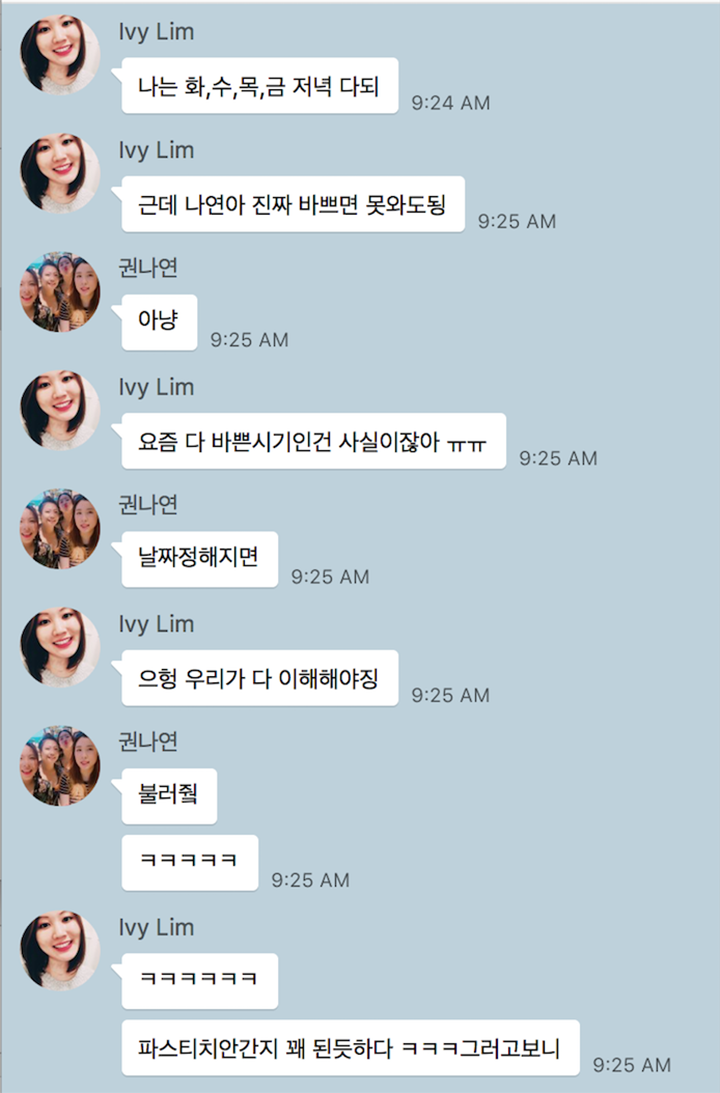 Ivy Lim
나는 화,수,목,금 저녁 다되
9:24 AM
Ivy Lim
근데 나연아 진짜 바쁘면 못와도됭
9:25 AM
권나연
아냥
9:25 AM
Ivy Lim
요즘 다 바쁜시기인건 사실이잖아 ㅠㅠ
9:25 AM
권나연
날짜정해지면
9:25 AM
Ivy Lim
으헝 우리가 다 이해해야징
9:25 AM
권나연
불러줰
ㅋㅋㅋㅋㅋ
9:25 AM
Ivy Lim
ㅋㅋㅋㅋㅋㅋ
파스티치안간지 꽤 된듯하다 ㅋㅋㅋ그러고보니
9:25 AM